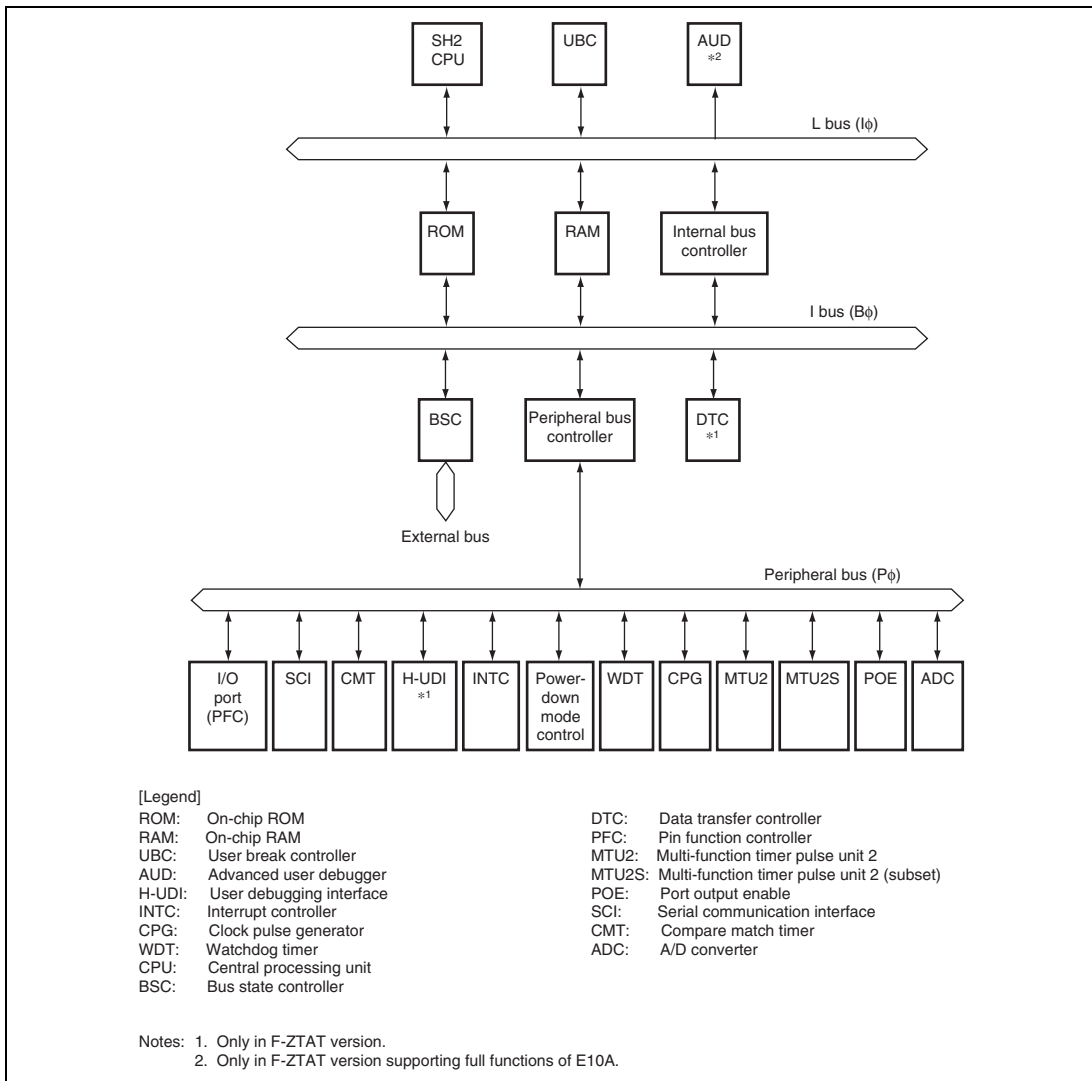 SH2
CPU
UBC
AUD
*2
L bus (Iϕ)
ROM
RAM
Internal bus
controller
I bus (Bϕ)
BSC
Peripheral bus
controller
DTC
*1
External bus
Peripheral bus (Pϕ)
I/O
port
(PFC)
SCI
CMT
H-UDI
*1
INTC
Power-
down
mode
control
WDT
CPG
MTU2
MTU2S
POE
ADC
[Legend]
ROM: On-chip ROM
RAM: On-chip RAM
UBC: User break controller
AUD: Advanced user debugger
H-UDI: User debugging interface
INTC: Interrupt controller
CPG: Clock pulse generator
WDT: Watchdog timer
CPU: Central processing unit
BSC: Bus state controller
DTC: Data transfer controller
PFC: Pin function controller
MTU2: Multi-function timer pulse unit 2
MTU2S: Multi-function timer pulse unit 2 (subset)
POE: Port output enable
SCI: Serial communication interface
CMT: Compare match timer
ADC: A/D converter
Notes: 1. Only in F-ZTAT version.
2. Only in F-ZTAT version supporting full functions of E10A.